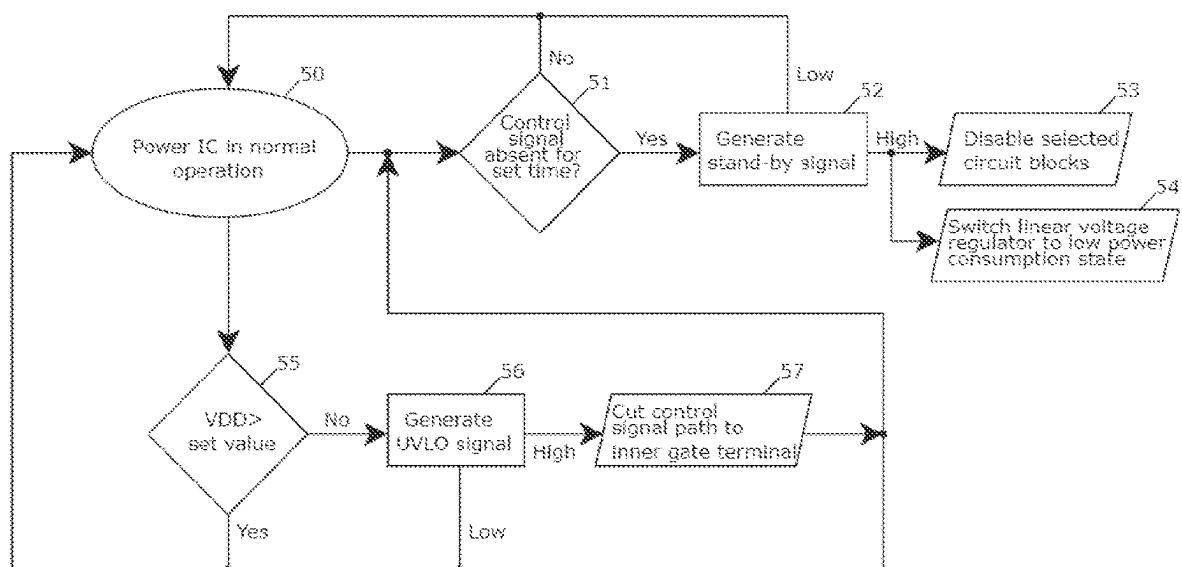 50
Power IC in normal
operation
No
51
Control
signal
absent for
set time?
Yes
Low
52
Generate
stand-by signal
High
53
Disable selected
circuit blocks
54
Switch linear voltage
regulator to low power
consumption state
55
VDD>
set value
No
Yes
56
Generate
UVLO signal
High
Low
57
Cut control
signal path to
inner gate terminal